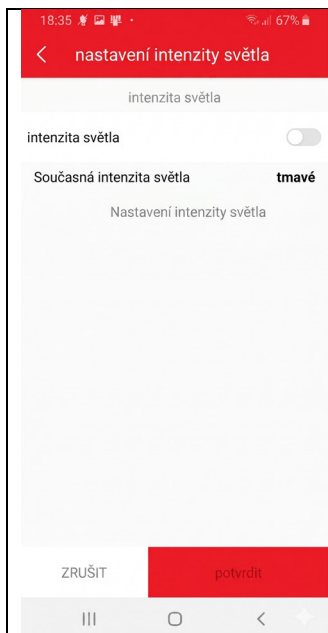 18:35 67%
nastavení intenzity světla
intenzita světla
intenzita světla
Současná intenzita světla tmavé
Nastavení intenzity světla
ZRUŠIT potvrdit